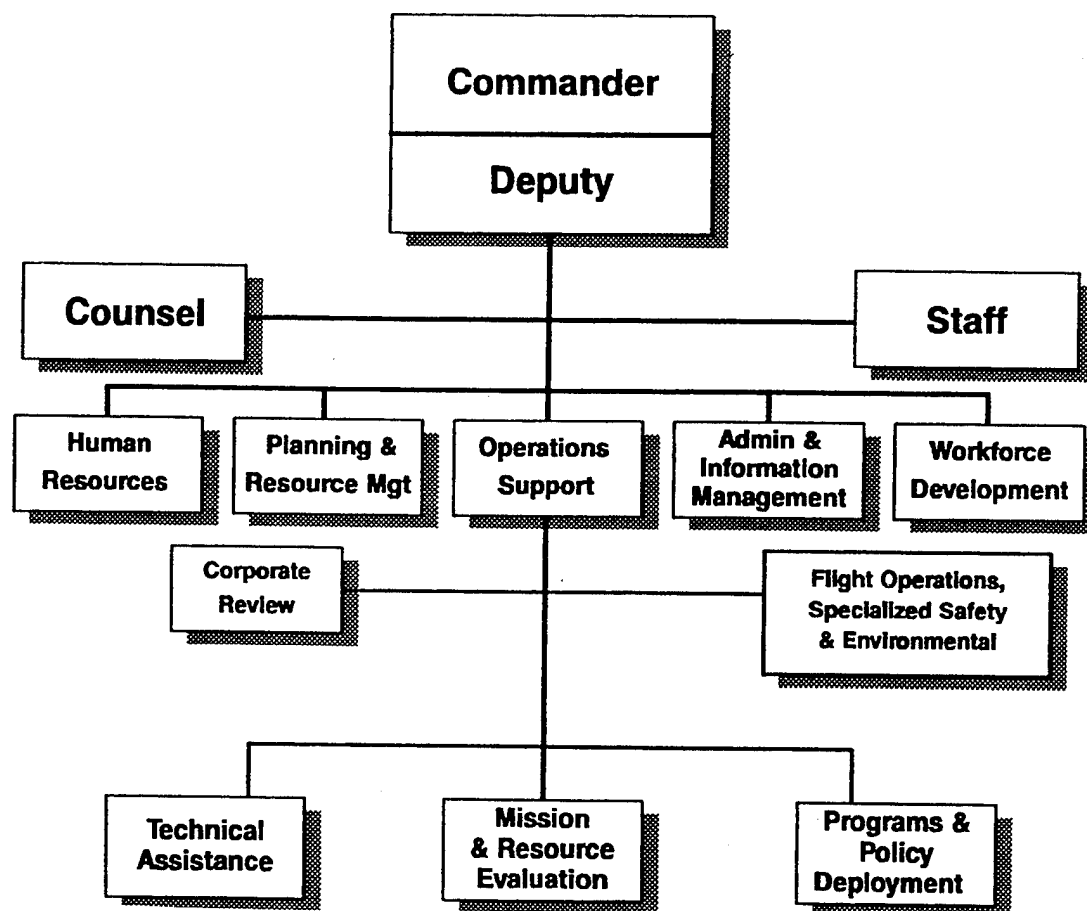 Commander
Deputy
Counsel
Staff
Human
Resources
Planning &
Resource Mgt
Operations
Support
Admin &
Information
Management
Workforce
Development
Corporate
Review
Flight Operations,
Specialized Safety
& Environmental
Technical
Assistance
Mission
& Resource
Evaluation
Programs &
Policy
Deployment